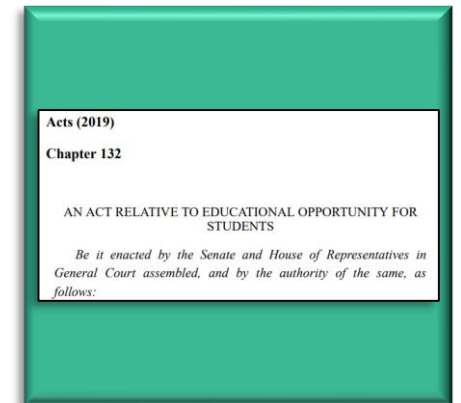 Acts (2019)
Chapter 132
AN ACT RELATIVE TO EDUCATIONAL OPPORTUNITY FOR
STUDENTS
Be it enacted by the Senate and House of Representatives in
General Court assembled, and by the authority of the same, as
follows: